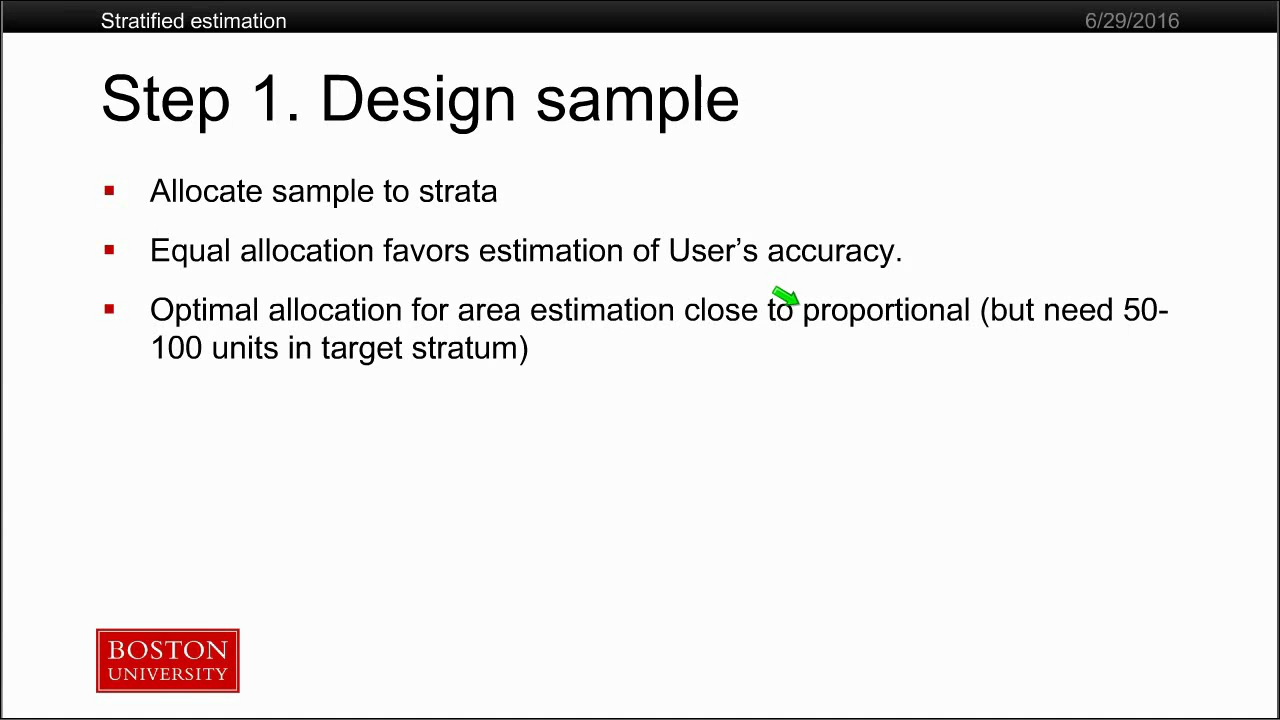 Stratified estimation
6/29/2016
Step 1. Design sample
Allocate sample to strata
Equal allocation favors estimation of User’s accuracy.
Optimal allocation for area estimation close to proportional (but need 50-
100 units in target stratum)
BOSTON
UNIVERSITY